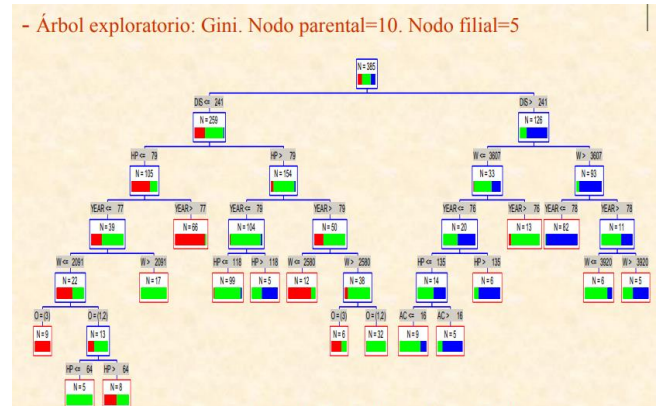 - Árbol exploratorio: Gini. Nodo parental=10. Nodo filial=5
N = 385
DIS <= 241 DIS > 241
N = 259 N = 126
HP <= 79 HP > 79 W <= 3607 W > 3607
N = 105 N = 154 N = 33 N = 93
YEAR <= 77 YEAR > 77 YEAR <= 79 YEAR > 79 YEAR <= 76 YEAR > 76 YEAR <= 78 YEAR > 78
N = 39 N = 66 N = 104 N = 50 N = 20 N = 13 N = 82 N = 11
W <= 2091 W > 2091 HP <= 118 HP > 118 W <= 2580 W > 2580 HP <= 135 HP > 135 W <= 3920 W > 3920
N = 22 N = 17 N = 99 N = 5 N = 12 N = 38 N = 14 N = 6 N = 6 N = 5
O = (3) O = (1,2) O = (3) O = (1,2) AC <= 16 AC > 16
N = 9 N = 13 N = 6 N = 32 N = 9 N = 5
HP <= 64 HP > 64
N = 5 N = 8